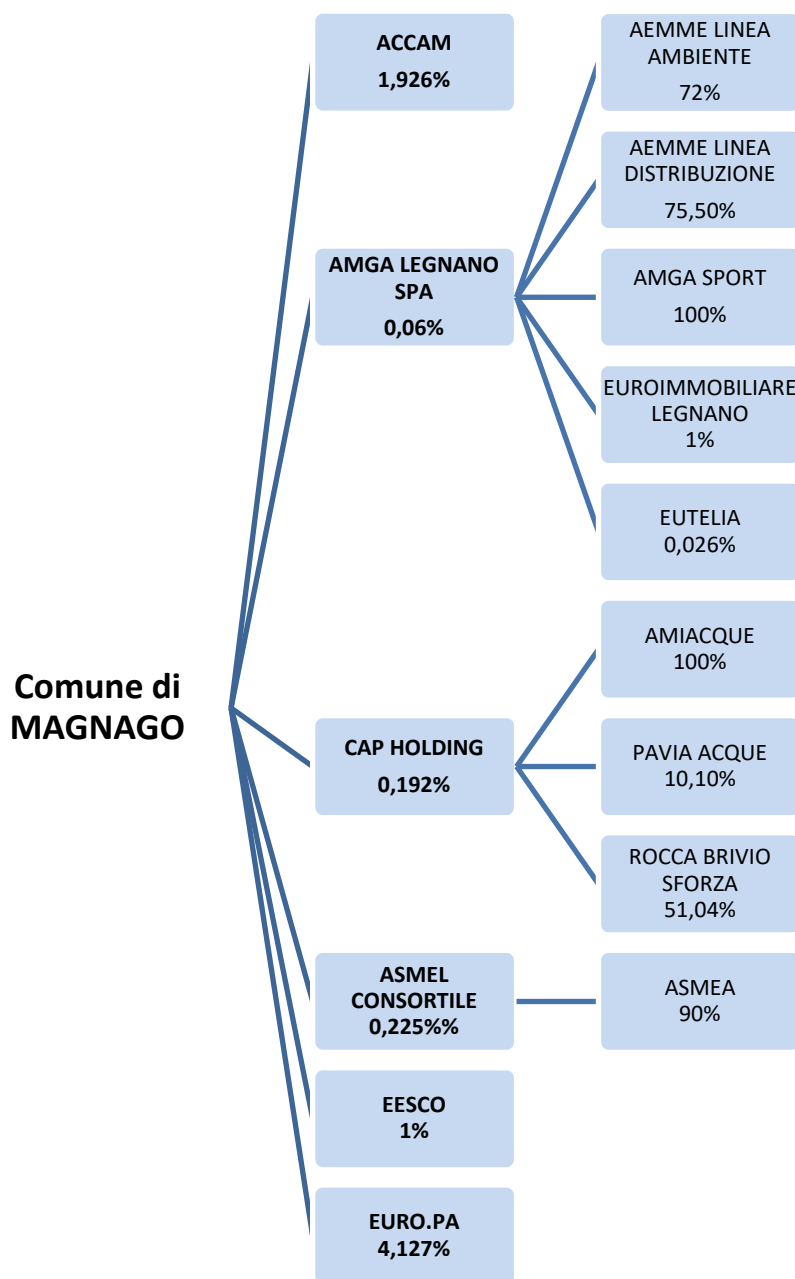 Comune di
MAGNAGO
ACCAM
1,926%
AMGA LEGNANO
SPA
0,06%
AEMME LINEA
AMBIENTE
72%
AEMME LINEA
DISTRIBUZIONE
75,50%
AMGA SPORT
100%
EUROIMMOBILIARE
LEGNANO
1%
EUTELIA
0,026%
CAP HOLDING
0,192%
AMIACQUE
100%
PAVIA ACQUE
10,10%
ROCCA BRIVIO
SFORZA
51,04%
ASMEL
CONSORTILE
0,225%%
ASMEA
90%
EESCO
1%
EURO.PA
4,127%